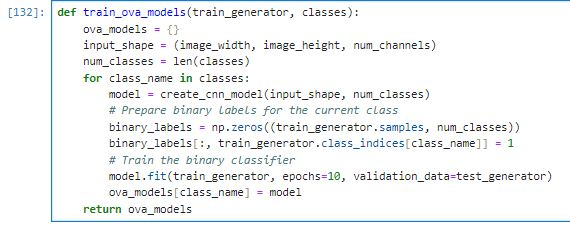 [132]: def train_ova_models(train_generator, classes):
    ova_models = {}
    input_shape = (image_width, image_height, num_channels)
    num_classes = len(classes)
    for class_name in classes:
        model = create_cnn_model(input_shape, num_classes)
        # Prepare binary labels for the current class
        binary_labels = np.zeros((train_generator.samples, num_classes))
        binary_labels[:, train_generator.class_indices[class_name]] = 1
        # Train the binary classifier
        model.fit(train_generator, epochs=10, validation_data=test_generator)
        ova_models[class_name] = model
    return ova_models